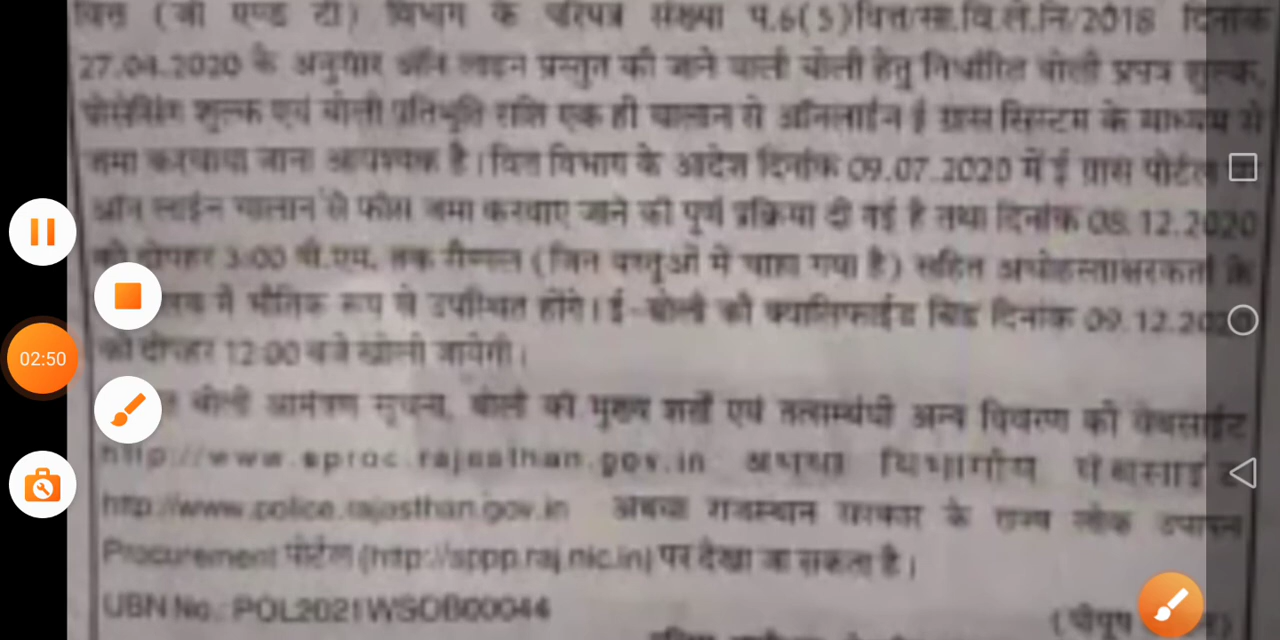 वित्त (जी एण्ड टी) विभाग के परिपत्र संख्या प.6(5)वित्त/सा.वि.ले.नि/2018 दिनांक
27.04.2020 के अनुसार ऑन लाइन प्रस्तुत की जाने वाली बोली हेतु निर्धारित बोली प्रपत्र शुल्क,
प्रोसेसिंग शुल्क एवं बोली प्रतिभूति राशि एक ही चालान से ऑनलाईन ई ग्रास सिस्टम के माध्यम से
जमा करवाया जाना आवश्यक है। वित्त विभाग के आदेश दिनांक 09.07.2020 में ई ग्रास पोर्टल
ऑन लाईन चालान से फीस जमा करवाए जाने की पूर्ण प्रक्रिया दी गई है तथा दिनांक 08.12.2020
को दोपहर 3:00 पी.एम. तक सैम्पल (जिन वस्तुओं में चाहा गया है) सहित अधोहस्ताक्षरकर्ता के
में भौतिक रूप से उपस्थित होंगे। ई-बोली की क्वालिफाईड बिड दिनांक 09.12.2020
को दोपहर 12:00 बजे खोली जायेगी।
बोली आमंत्रण सूचना, बोली की मुख्य शर्तें एवं तत्सम्बंधी अन्य विवरण को वेबसाईट
http://www.eproc.rajasthan.gov.in अथवा विभागीय वेबसाईट
http://www.police.rajasthan.gov.in अथवा राजस्थान सरकार के राज्य लोक उपापन
Procurement पोर्टल (http://sppp.raj.nic.in) पर देखा जा सकता है।
UBN No.: POL2021WSOB00044
(पीयूष
02:50